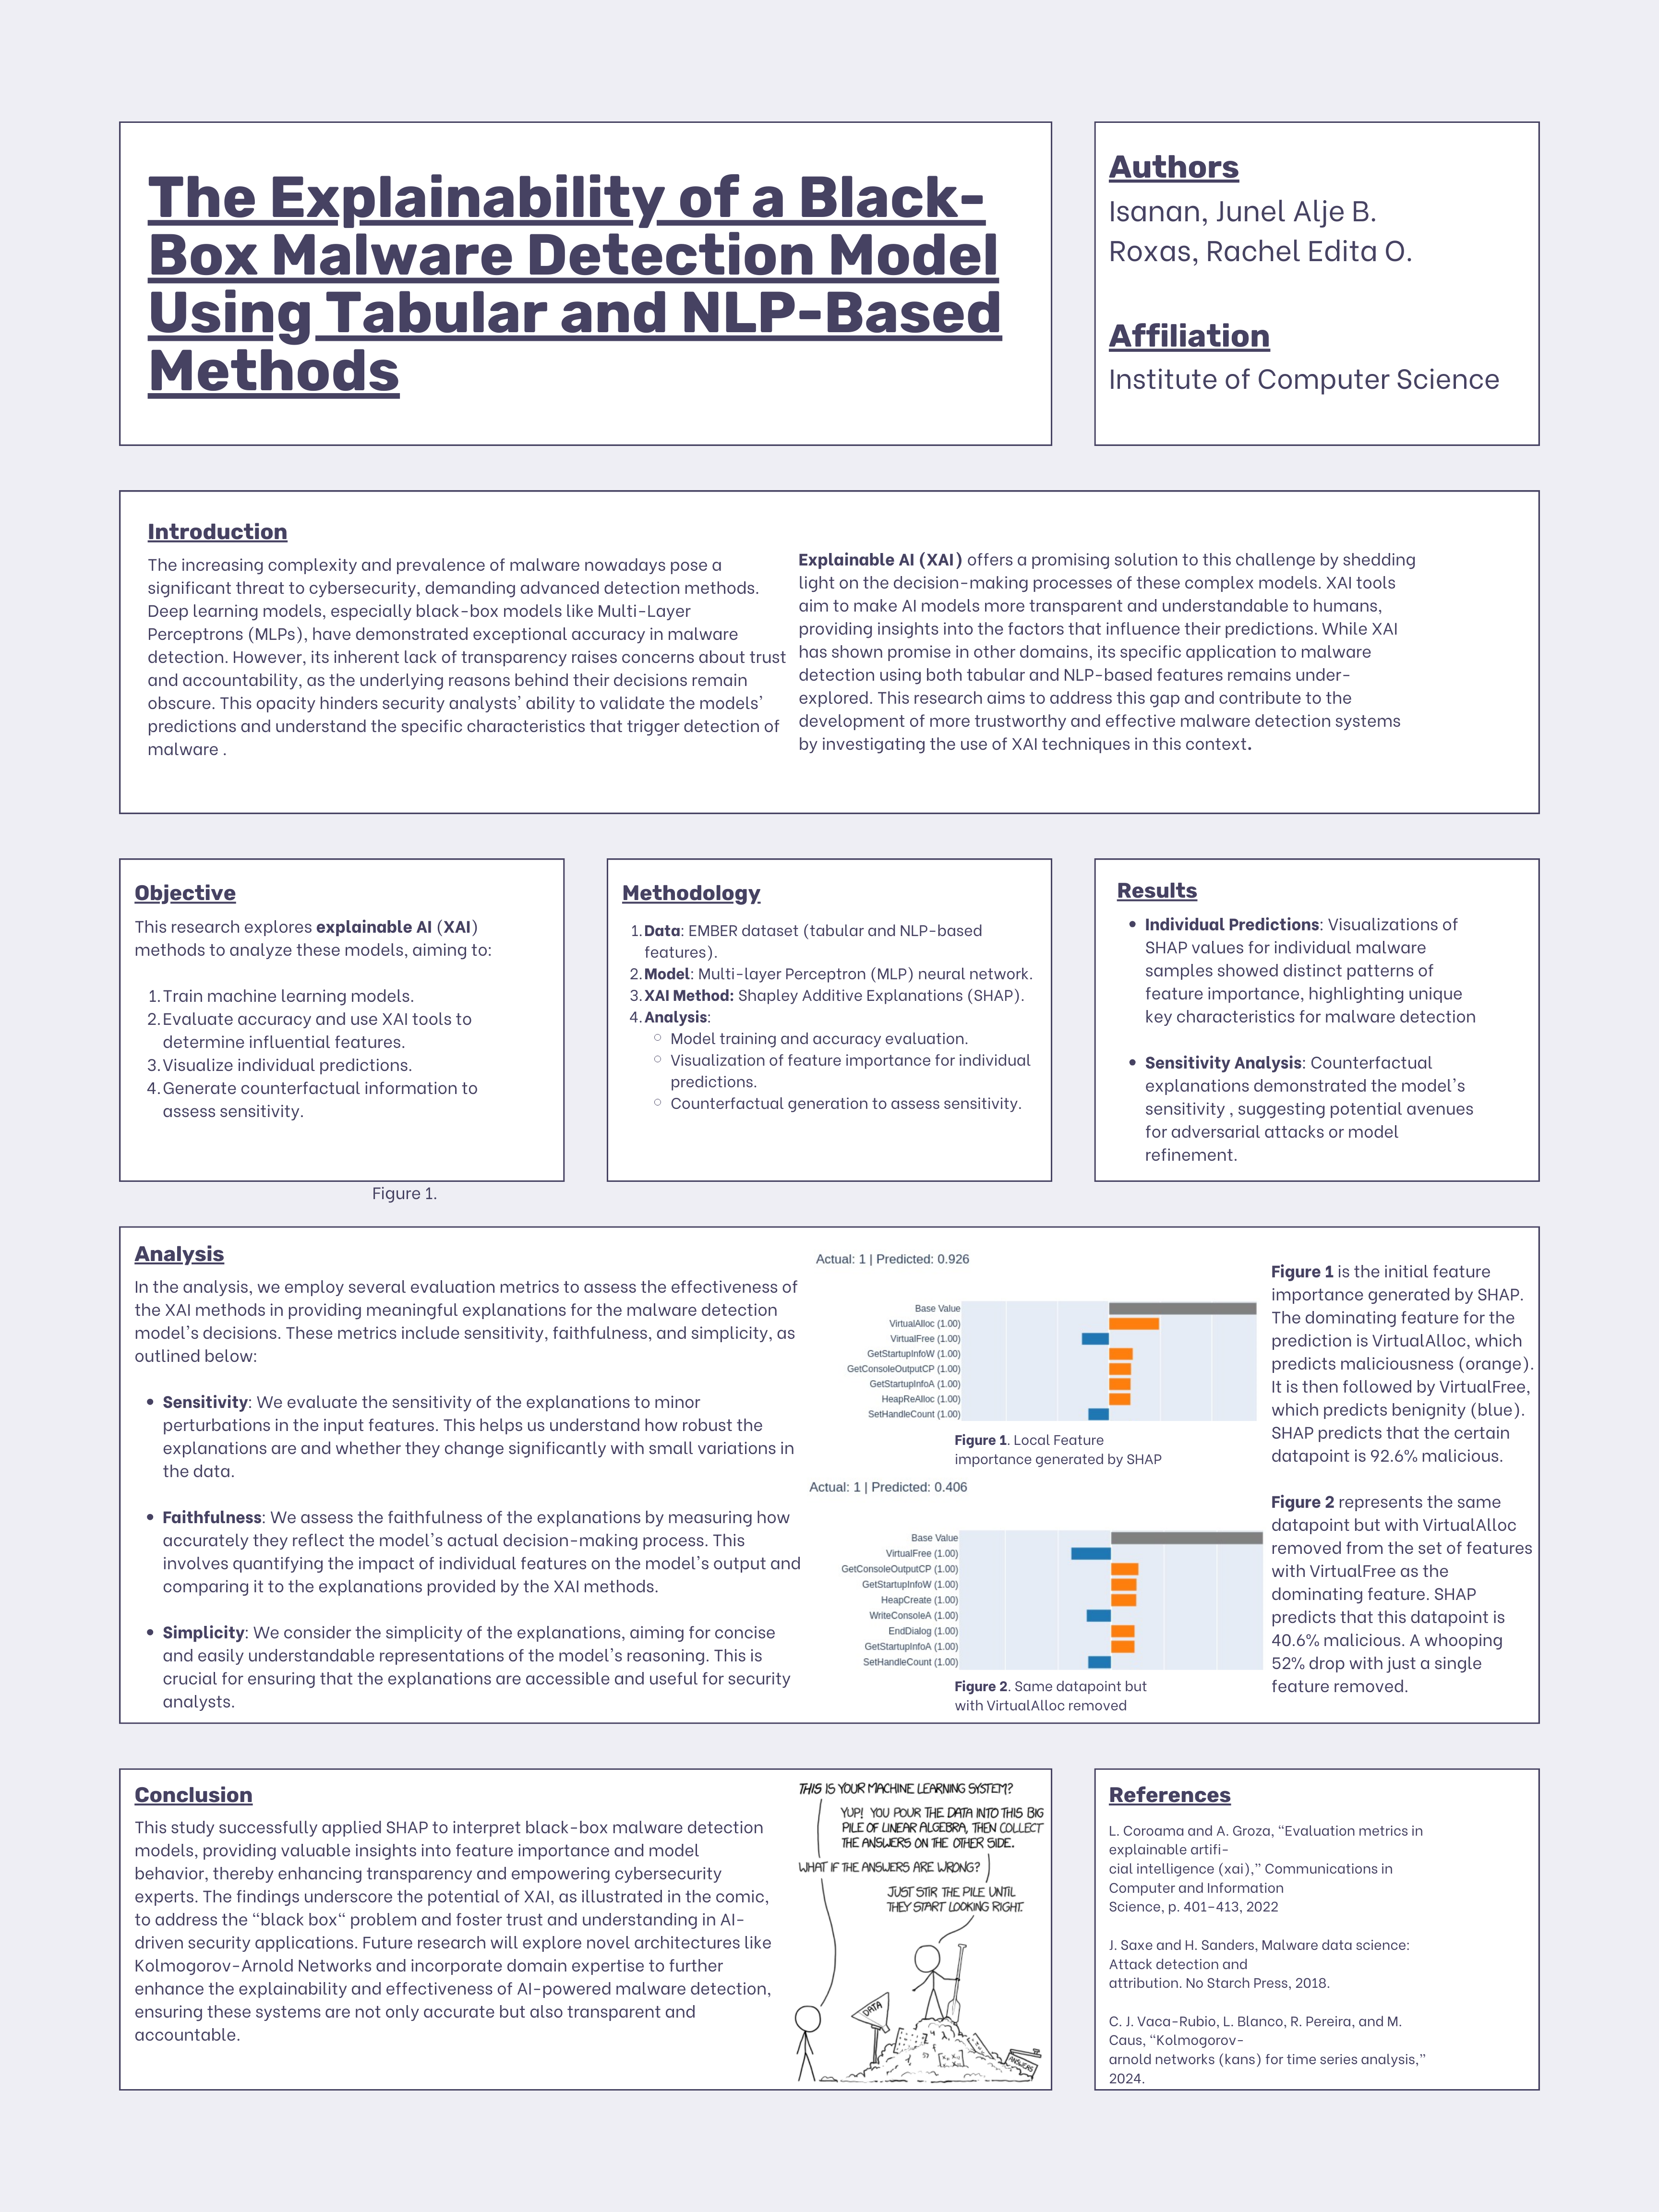 The Explainability of a Black-
Box Malware Detection Model
Using Tabular and NLP-Based
Methods
Authors
Isanan, Junel Alje B.
Roxas, Rachel Edita O.
Affiliation
Institute of Computer Science
Introduction
The increasing complexity and prevalence of malware nowadays pose a
significant threat to cybersecurity, demanding advanced detection methods.
Deep learning models, especially black-box models like Multi-Layer
Perceptrons (MLPs), have demonstrated exceptional accuracy in malware
detection. However, its inherent lack of transparency raises concerns about trust
and accountability, as the underlying reasons behind their decisions remain
obscure. This opacity hinders security analysts' ability to validate the models'
predictions and understand the specific characteristics that trigger detection of
malware .
Explainable AI (XAI) offers a promising solution to this challenge by shedding
light on the decision-making processes of these complex models. XAI tools
aim to make AI models more transparent and understandable to humans,
providing insights into the factors that influence their predictions. While XAI
has shown promise in other domains, its specific application to malware
detection using both tabular and NLP-based features remains under-
explored. This research aims to address this gap and contribute to the
development of more trustworthy and effective malware detection systems
by investigating the use of XAI techniques in this context.
Objective
This research explores explainable AI (XAI)
methods to analyze these models, aiming to:
1. Train machine learning models.
2. Evaluate accuracy and use XAI tools to
determine influential features.
3. Visualize individual predictions.
4. Generate counterfactual information to
assess sensitivity.
Methodology
1. Data: EMBER dataset (tabular and NLP-based
features).
2. Model: Multi-layer Perceptron (MLP) neural network.
3. XAI Method: Shapley Additive Explanations (SHAP).
4. Analysis:
○ Model training and accuracy evaluation.
○ Visualization of feature importance for individual
predictions.
○ Counterfactual generation to assess sensitivity.
Results
• Individual Predictions: Visualizations of
SHAP values for individual malware
samples showed distinct patterns of
feature importance, highlighting unique
key characteristics for malware detection
• Sensitivity Analysis: Counterfactual
explanations demonstrated the model's
sensitivity , suggesting potential avenues
for adversarial attacks or model
refinement.
Figure 1.
Analysis
In the analysis, we employ several evaluation metrics to assess the effectiveness of
the XAI methods in providing meaningful explanations for the malware detection
model's decisions. These metrics include sensitivity, faithfulness, and simplicity, as
outlined below:
• Sensitivity: We evaluate the sensitivity of the explanations to minor
perturbations in the input features. This helps us understand how robust the
explanations are and whether they change significantly with small variations in
the data.
• Faithfulness: We assess the faithfulness of the explanations by measuring how
accurately they reflect the model's actual decision-making process. This
involves quantifying the impact of individual features on the model's output and
comparing it to the explanations provided by the XAI methods.
• Simplicity: We consider the simplicity of the explanations, aiming for concise
and easily understandable representations of the model's reasoning. This is
crucial for ensuring that the explanations are accessible and useful for security
analysts.
Actual: 1 | Predicted: 0.926
Base Value
VirtualAlloc (1.00)
VirtualFree (1.00)
GetStartupInfoW (1.00)
GetConsoleOutputCP (1.00)
GetStartupInfoA (1.00)
HeapReAlloc (1.00)
SetHandleCount (1.00)
Figure 1. Local Feature
importance generated by SHAP
Actual: 1 | Predicted: 0.406
Base Value
VirtualFree (1.00)
GetConsoleOutputCP (1.00)
GetStartupInfoW (1.00)
HeapCreate (1.00)
WriteConsoleA (1.00)
EndDialog (1.00)
GetStartupInfoA (1.00)
SetHandleCount (1.00)
Figure 2. Same datapoint but
with VirtualAlloc removed
Figure 1 is the initial feature
importance generated by SHAP.
The dominating feature for the
prediction is VirtualAlloc, which
predicts maliciousness (orange).
It is then followed by VirtualFree,
which predicts benignity (blue).
SHAP predicts that the certain
datapoint is 92.6% malicious.
Figure 2 represents the same
datapoint but with VirtualAlloc
removed from the set of features
with VirtualFree as the
dominating feature. SHAP
predicts that this datapoint is
40.6% malicious. A whooping
52% drop with just a single
feature removed.
Conclusion
This study successfully applied SHAP to interpret black-box malware detection
models, providing valuable insights into feature importance and model
behavior, thereby enhancing transparency and empowering cybersecurity
experts. The findings underscore the potential of XAI, as illustrated in the comic,
to address the "black box" problem and foster trust and understanding in AI-
driven security applications. Future research will explore novel architectures like
Kolmogorov-Arnold Networks and incorporate domain expertise to further
enhance the explainability and effectiveness of AI-powered malware detection,
ensuring these systems are not only accurate but also transparent and
accountable.
THIS IS YOUR MACHINE LEARNING SYSTEM?
YUP! YOU POUR THE DATA INTO THIS BIG
PILE OF LINEAR ALGEBRA, THEN COLLECT
THE ANSWERS ON THE OTHER SIDE.
WHAT IF THE ANSWERS ARE WRONG?
JUST STIR THE PILE UNTIL
THEY START LOOKING RIGHT.
DATA
ANSWERS
References
L. Coroama and A. Groza, "Evaluation metrics in
explainable artifi-
cial intelligence (xai)," Communications in
Computer and Information
Science, p. 401–413, 2022
J. Saxe and H. Sanders, Malware data science:
Attack detection and
attribution. No Starch Press, 2018.
C. J. Vaca-Rubio, L. Blanco, R. Pereira, and M.
Caus, "Kolmogorov-
arnold networks (kans) for time series analysis,"
2024.